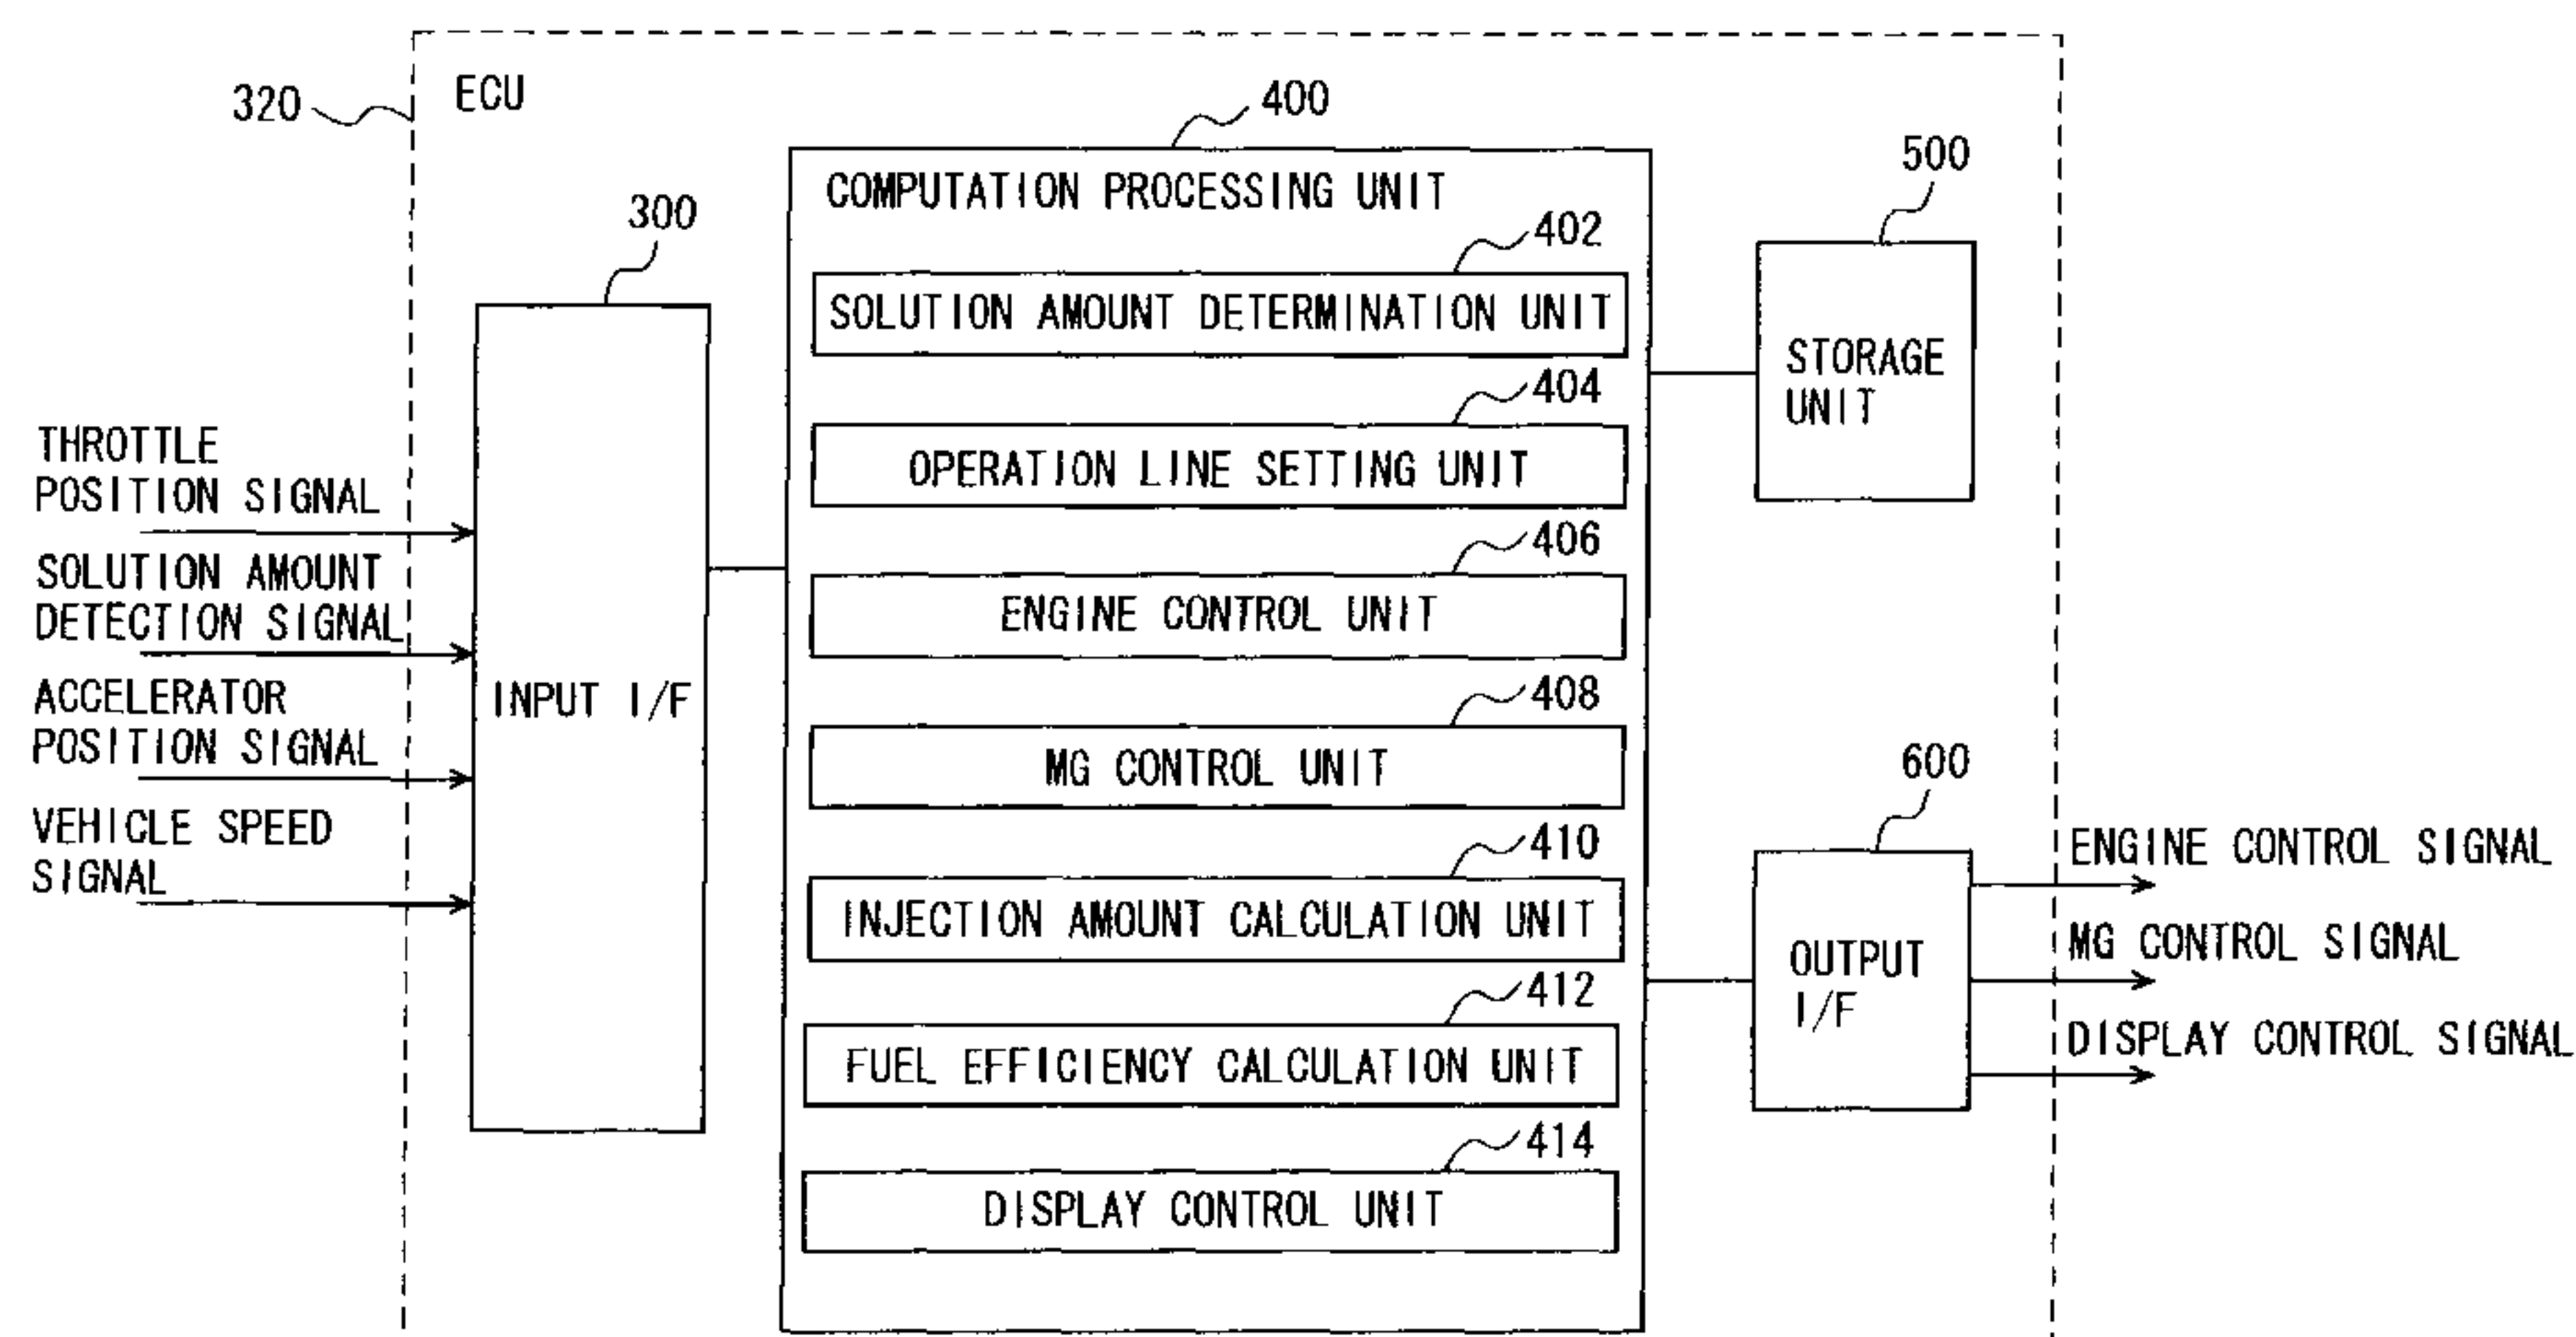 320
ECU
400
500
COMPUTATION PROCESSING UNIT
300
402
SOLUTION AMOUNT DETERMINATION UNIT
STORAGE
UNIT
404
OPERATION LINE SETTING UNIT
THROTTLE
POSITION SIGNAL
406
SOLUTION AMOUNT
DETECTION SIGNAL
ENGINE CONTROL UNIT
ACCELERATOR
POSITION SIGNAL
INPUT I/F
408
MG CONTROL UNIT
600
VEHICLE SPEED
SIGNAL
410
INJECTION AMOUNT CALCULATION UNIT
ENGINE CONTROL SIGNAL
MG CONTROL SIGNAL
OUTPUT
I/F
412
FUEL EFFICIENCY CALCULATION UNIT
DISPLAY CONTROL SIGNAL
414
DISPLAY CONTROL UNIT